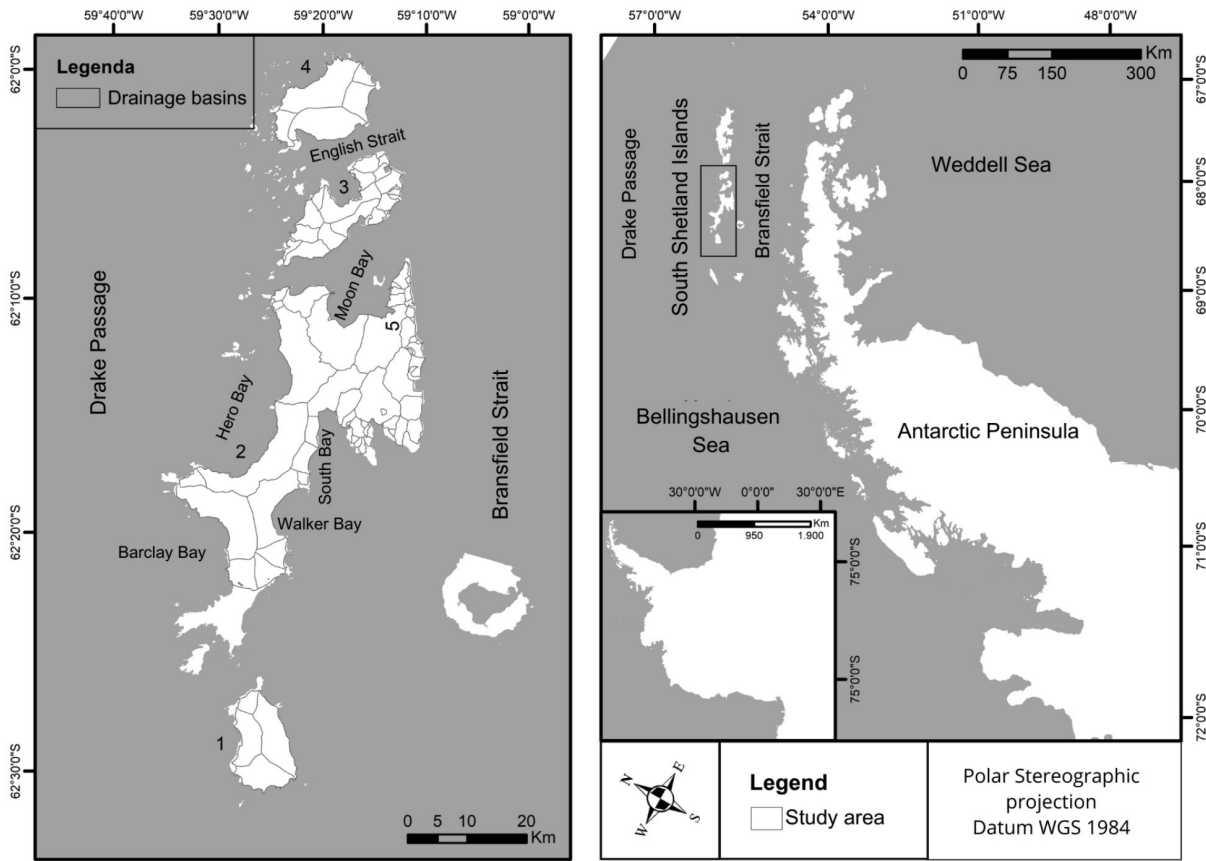 59°40'0"W
59°30'0"W
59°20'0"W
59°10'0"W
59°0'0"W
62°0'0"S
62°10'0"S
62°20'0"S
62°30'0"S
Legenda
Drainage basins
4
English Strait
3
Moon Bay
5
Drake Passage
Hero Bay
2
South Bay
Bransfield Strait
Walker Bay
Barclay Bay
1
0 5 10 20
Km
57°0'0"W
54°0'0"W
51°0'0"W
48°0'0"W
Km
0 75 150 300
67°0'0"S
68°0'0"S
69°0'0"S
70°0'0"S
71°0'0"S
72°0'0"S
Drake Passage
South Shetland Islands
Bransfield Strait
Weddell Sea
Bellingshausen
Sea
Antarctic Peninsula
30°0'0"W
0°0'0"
30°0'0"E
Km
0 950 1.900
75°0'0"S
75°0'0"S
N
E
W
S
Legend
Study area
Polar Stereographic
projection
Datum WGS 1984